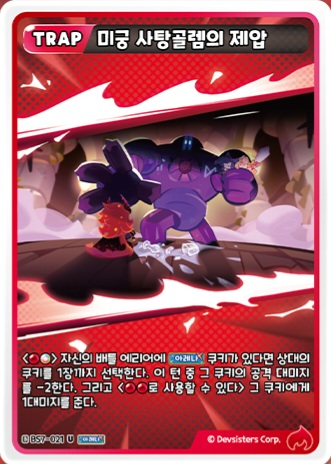 TRAP 미궁 사탕골렘의 제압
<●●> 자신의 배틀 에리어에 아레나 쿠키가 있다면 상대의
쿠키를 1장까지 선택한다. 이 턴 중 그 쿠키의 공격 대미지
를 -2한다. 그리고 <●●로 사용할 수 있다> 그 쿠키에게
1대미지를 준다.
BS7-021 U 아레나
© Devsisters Corp.